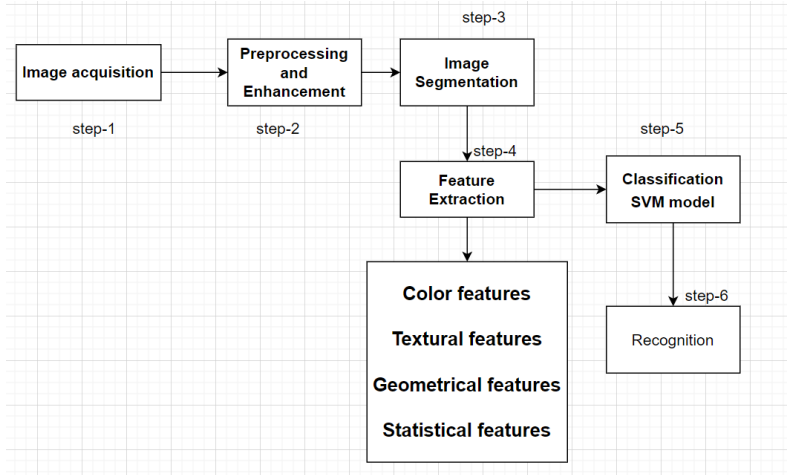 step-3
Image acquisition
Preprocessing
and
Enhancement
Image
Segmentation
step-1
step-2
step-4
step-5
Feature
Extraction
Classification
SVM model
Color features
Textural features
Geometrical features
Statistical features
step-6
Recognition